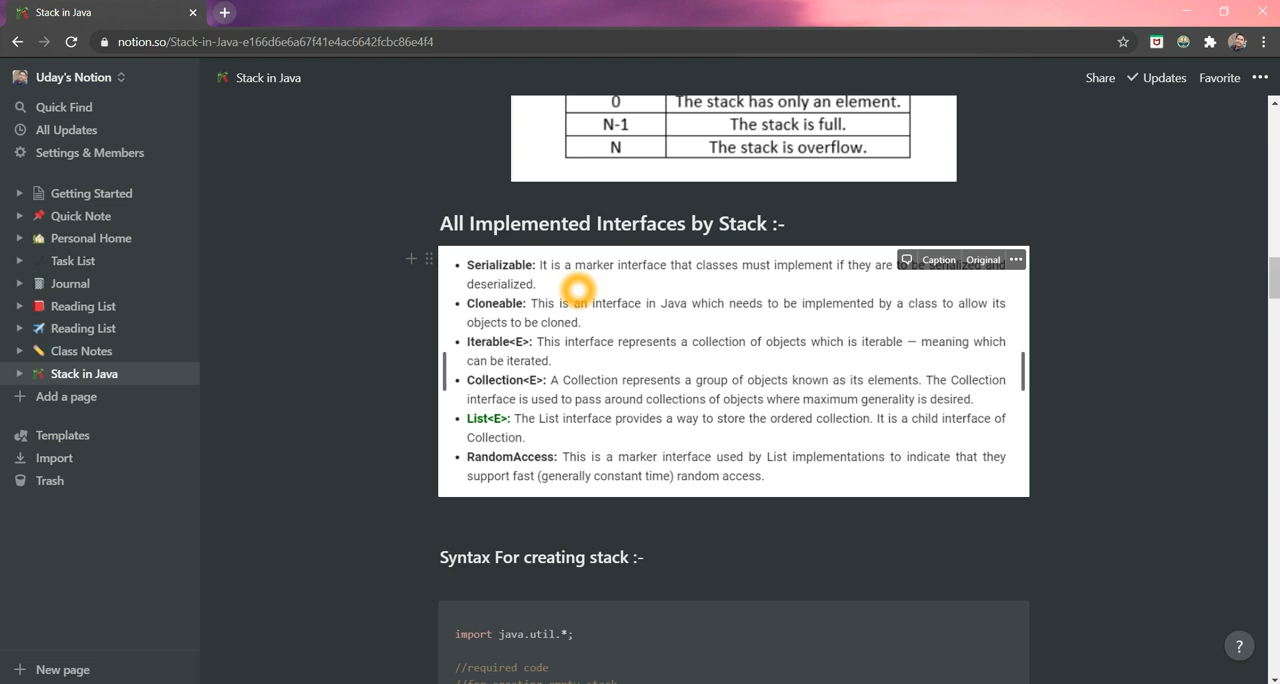 Stack in Java
notion.so/Stack-in-Java-e166d6e6a67f41e4ac6642fcbc86e4f4
Uday's Notion
Stack in Java
Share
Updates
Favorite
Quick Find
All Updates
Settings & Members
Getting Started
Quick Note
Personal Home
Task List
Journal
Reading List
Reading List
Class Notes
Stack in Java
Add a page
Templates
Import
Trash
New page
0 The stack has only an element.
N-1 The stack is full.
N The stack is overflow.
All Implemented Interfaces by Stack :-
Caption Original
• Serializable: It is a marker interface that classes must implement if they are to be serialized and
deserialized.
• Cloneable: This is an interface in Java which needs to be implemented by a class to allow its
objects to be cloned.
• Iterable<E>: This interface represents a collection of objects which is iterable — meaning which
can be iterated.
• Collection<E>: A Collection represents a group of objects known as its elements. The Collection
interface is used to pass around collections of objects where maximum generality is desired.
• List<E>: The List interface provides a way to store the ordered collection. It is a child interface of
Collection.
• RandomAccess: This is a marker interface used by List implementations to indicate that they
support fast (generally constant time) random access.
Syntax For creating stack :-
import java.util.*;
//required code
?